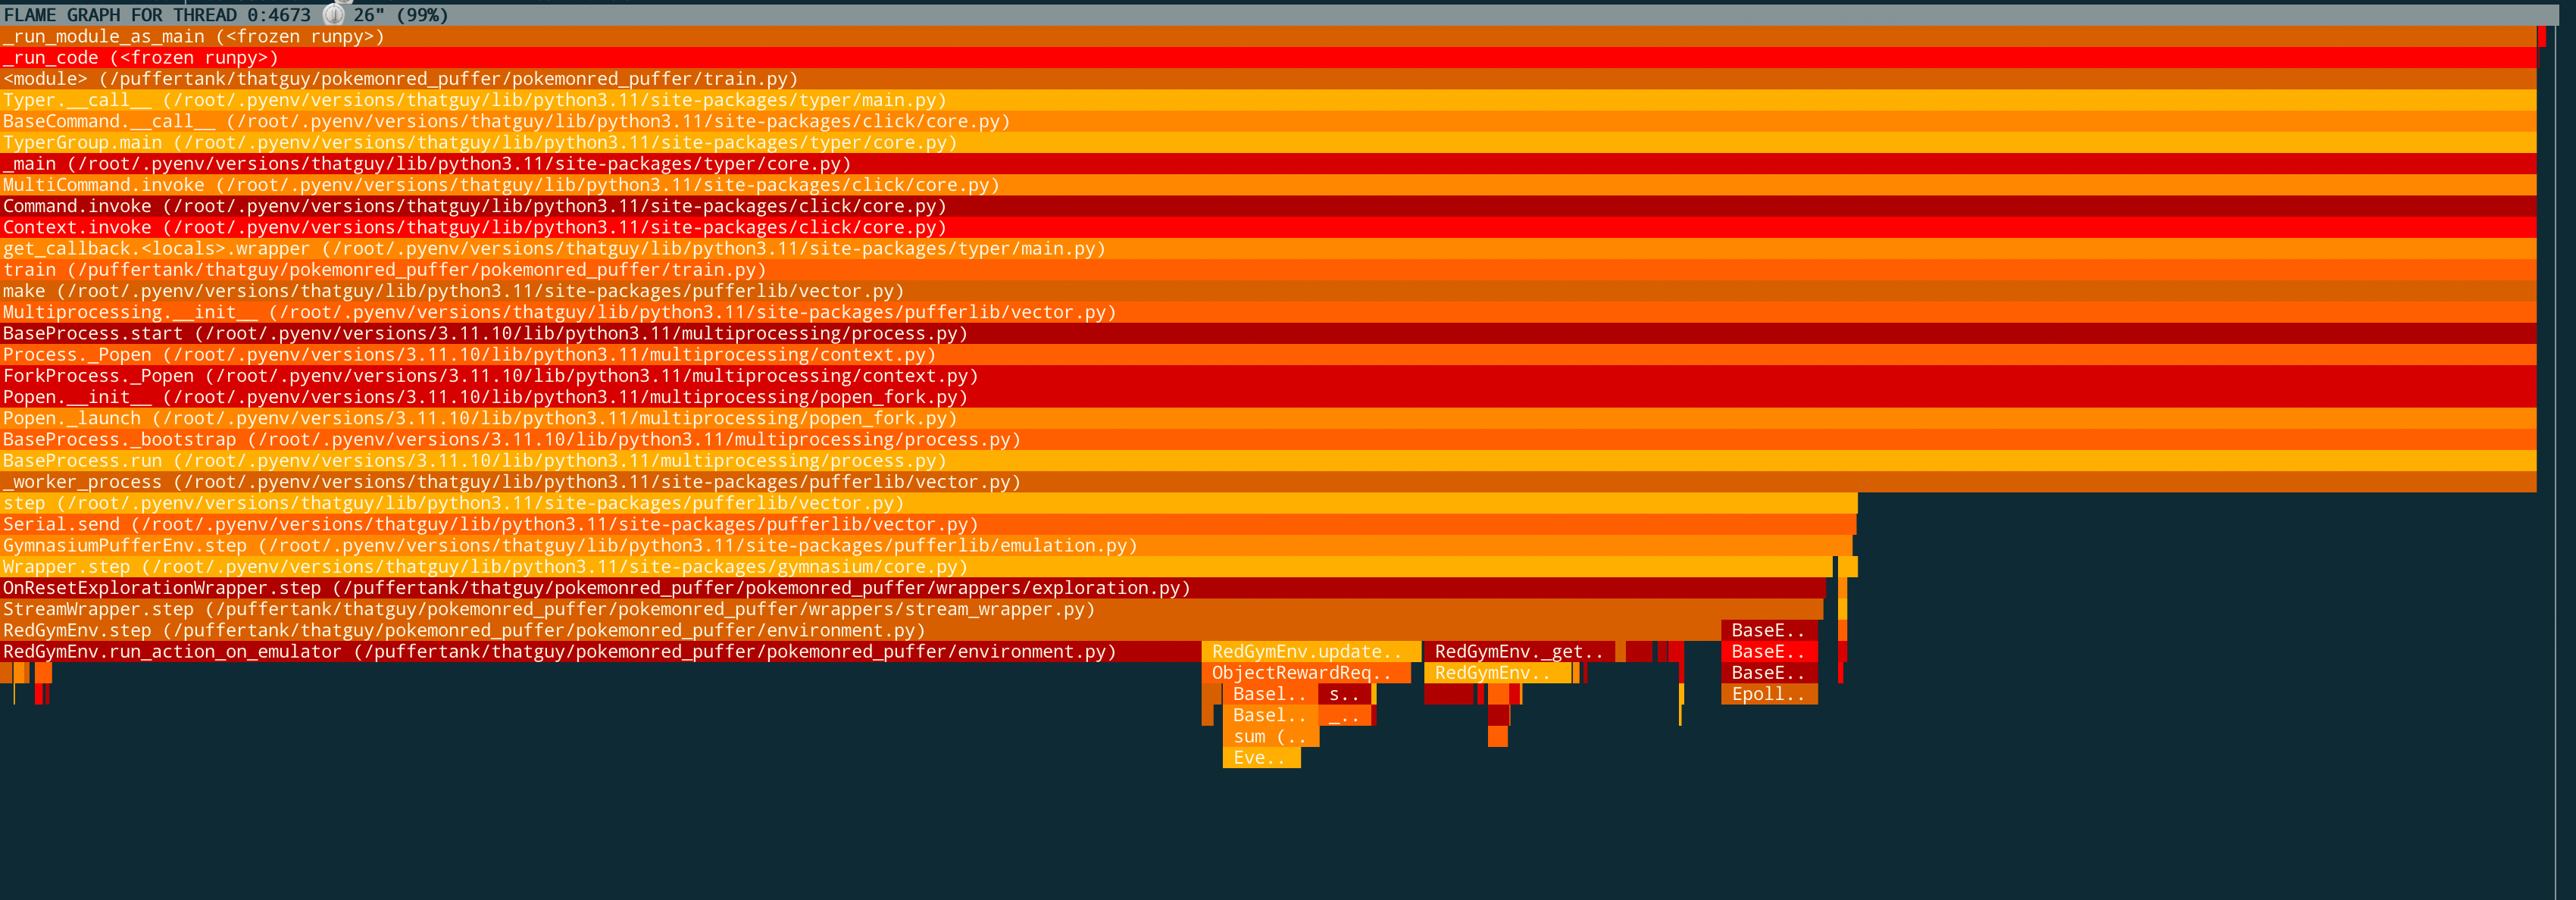 FLAME GRAPH FOR THREAD 0:4673 26" (99%)
_run_module_as_main (<frozen runpy>)
_run_code (<frozen runpy>)
<module> (/puffertank/thatguy/pokemonred_puffer/pokemonred_puffer/train.py)
Typer.__call__ (/root/.pyenv/versions/thatguy/lib/python3.11/site-packages/typer/main.py)
BaseCommand.__call__ (/root/.pyenv/versions/thatguy/lib/python3.11/site-packages/click/core.py)
TyperGroup.main (/root/.pyenv/versions/thatguy/lib/python3.11/site-packages/typer/core.py)
_main (/root/.pyenv/versions/thatguy/lib/python3.11/site-packages/typer/core.py)
MultiCommand.invoke (/root/.pyenv/versions/thatguy/lib/python3.11/site-packages/click/core.py)
Command.invoke (/root/.pyenv/versions/thatguy/lib/python3.11/site-packages/click/core.py)
Context.invoke (/root/.pyenv/versions/thatguy/lib/python3.11/site-packages/click/core.py)
get_callback.<locals>.wrapper (/root/.pyenv/versions/thatguy/lib/python3.11/site-packages/typer/main.py)
train (/puffertank/thatguy/pokemonred_puffer/pokemonred_puffer/train.py)
make (/root/.pyenv/versions/thatguy/lib/python3.11/site-packages/pufferlib/vector.py)
Multiprocessing.__init__ (/root/.pyenv/versions/thatguy/lib/python3.11/site-packages/pufferlib/vector.py)
BaseProcess.start (/root/.pyenv/versions/3.11.10/lib/python3.11/multiprocessing/process.py)
Process._Popen (/root/.pyenv/versions/3.11.10/lib/python3.11/multiprocessing/context.py)
ForkProcess._Popen (/root/.pyenv/versions/3.11.10/lib/python3.11/multiprocessing/context.py)
Popen.__init__ (/root/.pyenv/versions/3.11.10/lib/python3.11/multiprocessing/popen_fork.py)
Popen._launch (/root/.pyenv/versions/3.11.10/lib/python3.11/multiprocessing/popen_fork.py)
BaseProcess._bootstrap (/root/.pyenv/versions/3.11.10/lib/python3.11/multiprocessing/process.py)
BaseProcess.run (/root/.pyenv/versions/3.11.10/lib/python3.11/multiprocessing/process.py)
_worker_process (/root/.pyenv/versions/thatguy/lib/python3.11/site-packages/pufferlib/vector.py)
step (/root/.pyenv/versions/thatguy/lib/python3.11/site-packages/pufferlib/vector.py)
Serial.send (/root/.pyenv/versions/thatguy/lib/python3.11/site-packages/pufferlib/vector.py)
GymnasiumPufferEnv.step (/root/.pyenv/versions/thatguy/lib/python3.11/site-packages/pufferlib/emulation.py)
Wrapper.step (/root/.pyenv/versions/thatguy/lib/python3.11/site-packages/gymnasium/core.py)
OnResetExplorationWrapper.step (/puffertank/thatguy/pokemonred_puffer/pokemonred_puffer/wrappers/exploration.py)
StreamWrapper.step (/puffertank/thatguy/pokemonred_puffer/pokemonred_puffer/wrappers/stream_wrapper.py)
RedGymEnv.step (/puffertank/thatguy/pokemonred_puffer/pokemonred_puffer/environment.py) BaseE..
RedGymEnv.run_action_on_emulator (/puffertank/thatguy/pokemonred_puffer/pokemonred_puffer/environment.py) RedGymEnv.update.. RedGymEnv._get.. BaseE..
ObjectRewardReq.. RedGymEnv.. BaseE..
Basel.. s.. Epoll..
Basel.. _..
sum (..
Eve..